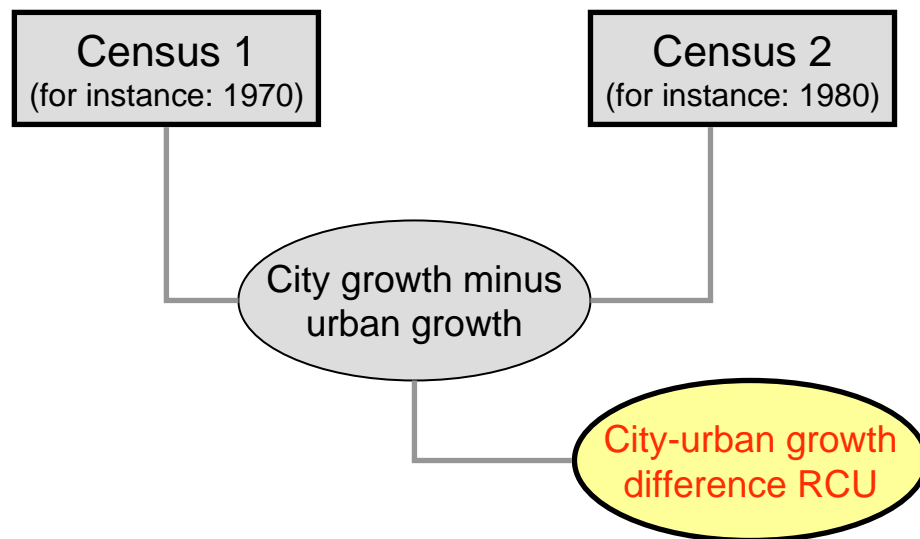 Census 1
(for instance: 1970)
Census 2
(for instance: 1980)
City growth minus
urban growth
City-urban growth
difference RCU